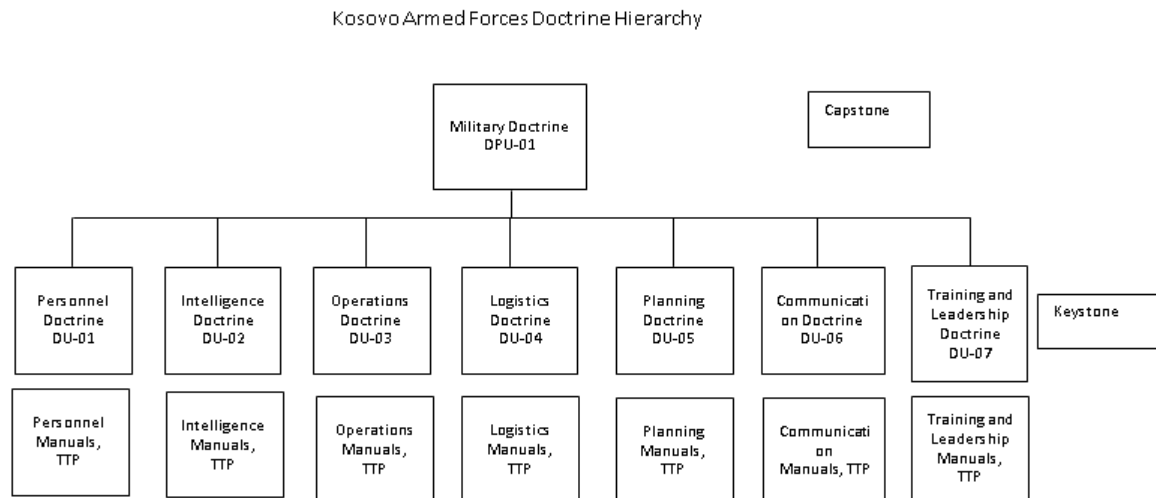 Kosovo Armed Forces Doctrine Hierarchy
Military Doctrine
DPU-01
Capstone
Personnel
Doctrine
DU-01
Intelligence
Doctrine
DU-02
Operations
Doctrine
DU-03
Logistics
Doctrine
DU-04
Planning
Doctrine
DU-05
Communicati
on Doctrine
DU-06
Training and
Leadership
Doctrine
DU-07
Keystone
Personnel
Manuals,
TTP
Intelligence
Manuals,
TTP
Operations
Manuals,
TTP
Logistics
Manuals,
TTP
Planning
Manuals,
TTP
Communicati
on
Manuals, TTP
Training and
Leadership
Manuals,
TTP